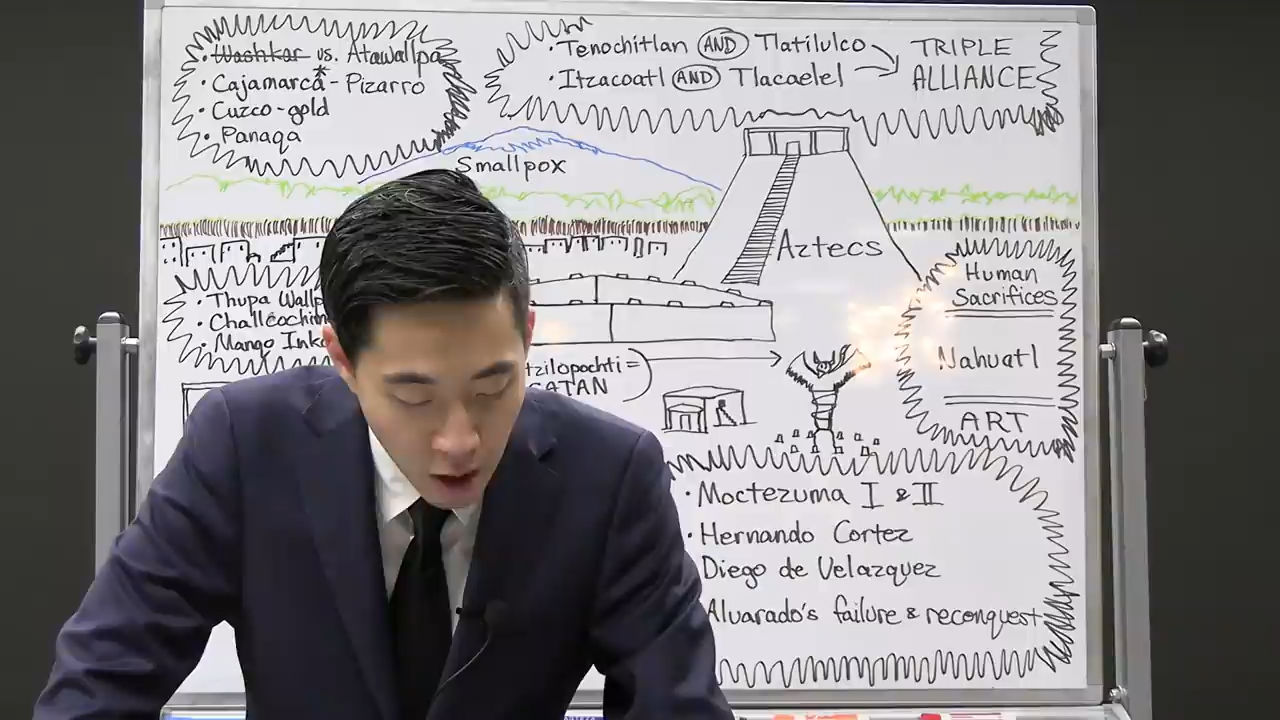 · Washkar vs. Atawallpa
· Cajamarca* - Pizarro
· Cuzco-gold
· Panaqa
· Tenochitlan AND Tlatilulco
· Itzacoatl AND Tlacaelel
TRIPLE
ALLIANCE
Smallpox
Aztecs
Human
Sacrifices
Nahuatl
ART
· Thupa Wallp
· Challcochim
· Mango Inka
tzilopochti =
SATAN
· Moctezuma I & II
· Hernando Cortez
Diego de Velazquez
Alvarado's failure & reconquest